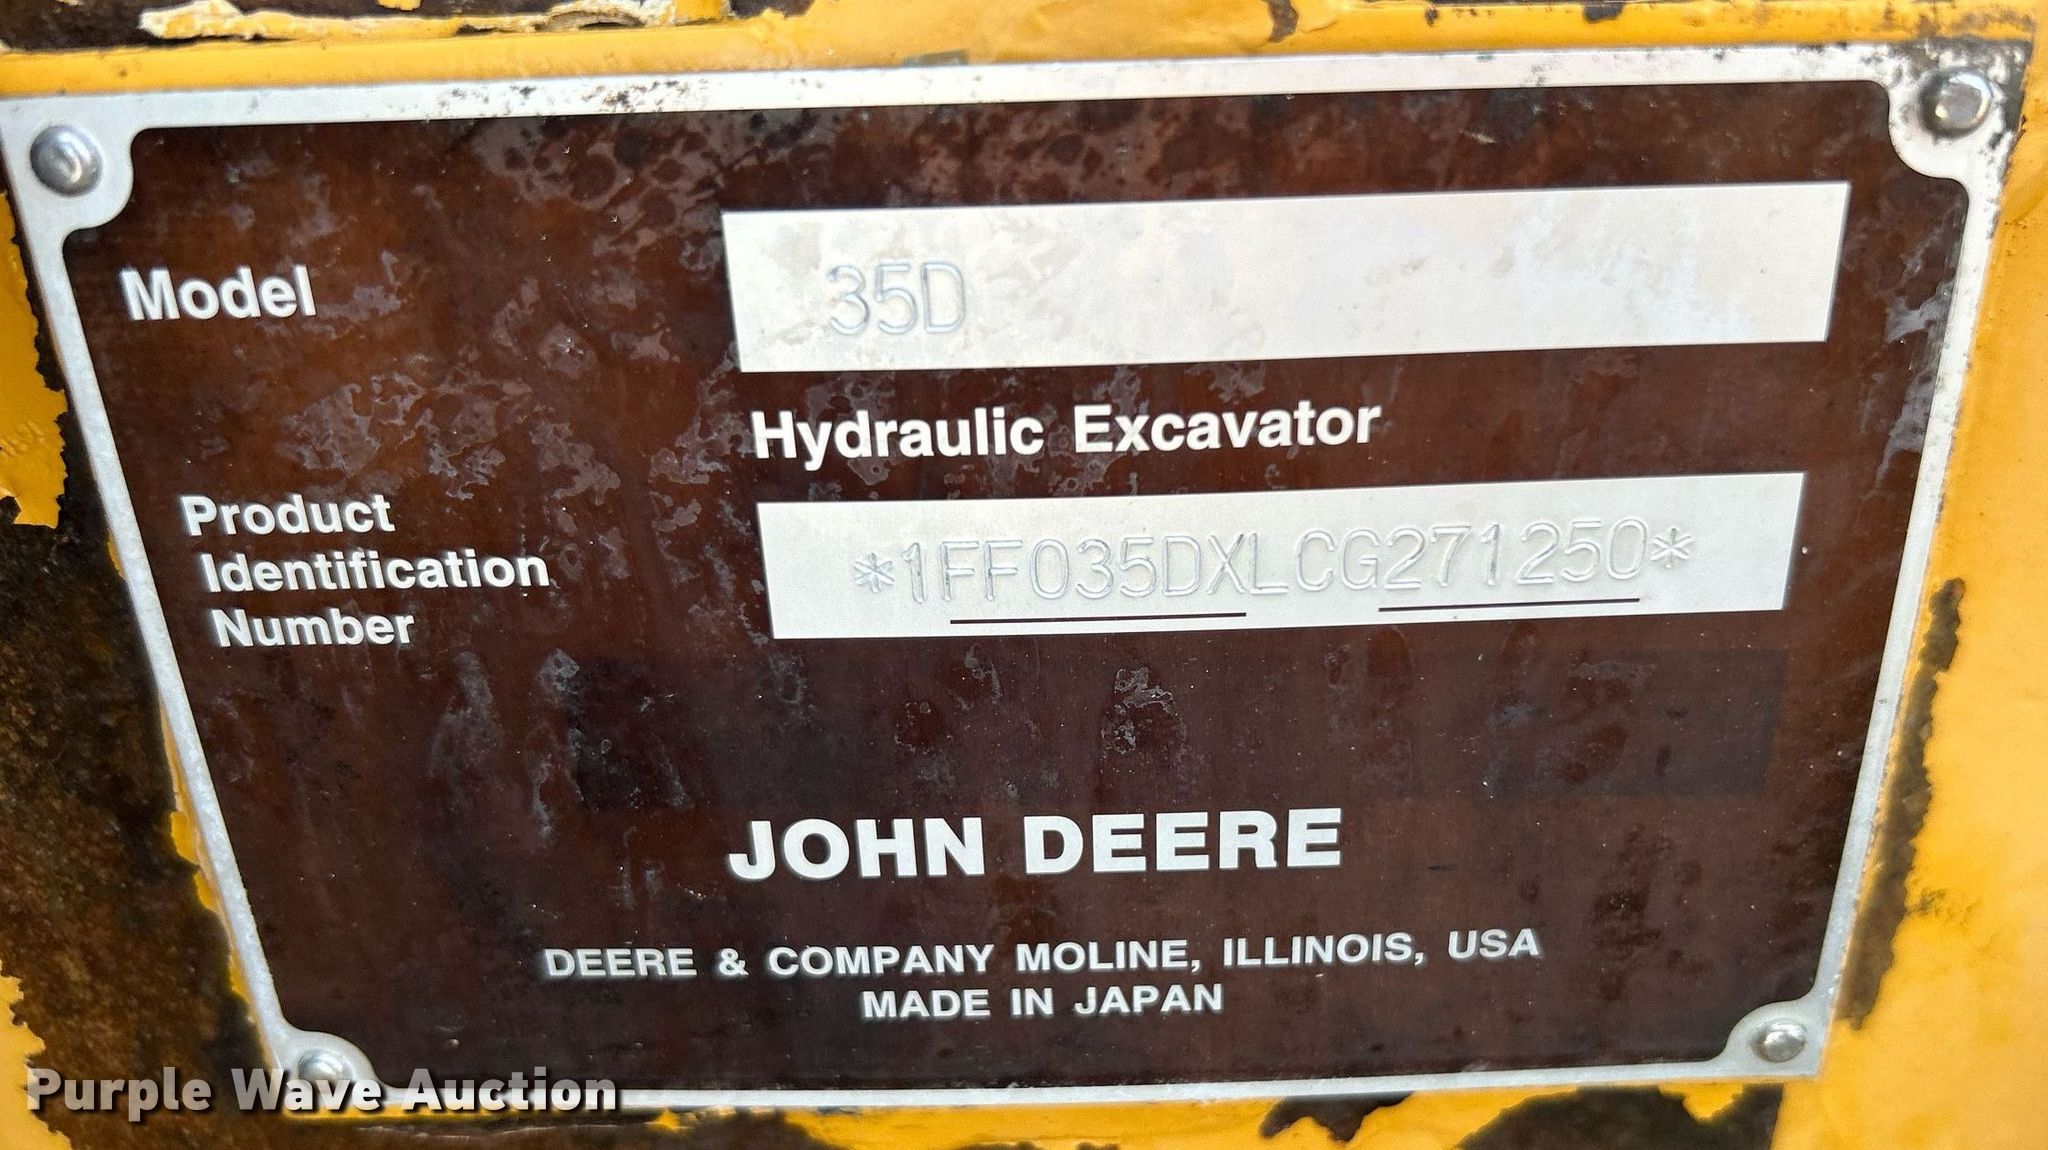 Model
35D
Hydraulic Excavator
Product
Identification
Number
*1FF035DXLCG271250*
JOHN DEERE
DEERE & COMPANY MOLINE, ILLINOIS, USA
MADE IN JAPAN
Purple Wave Auction